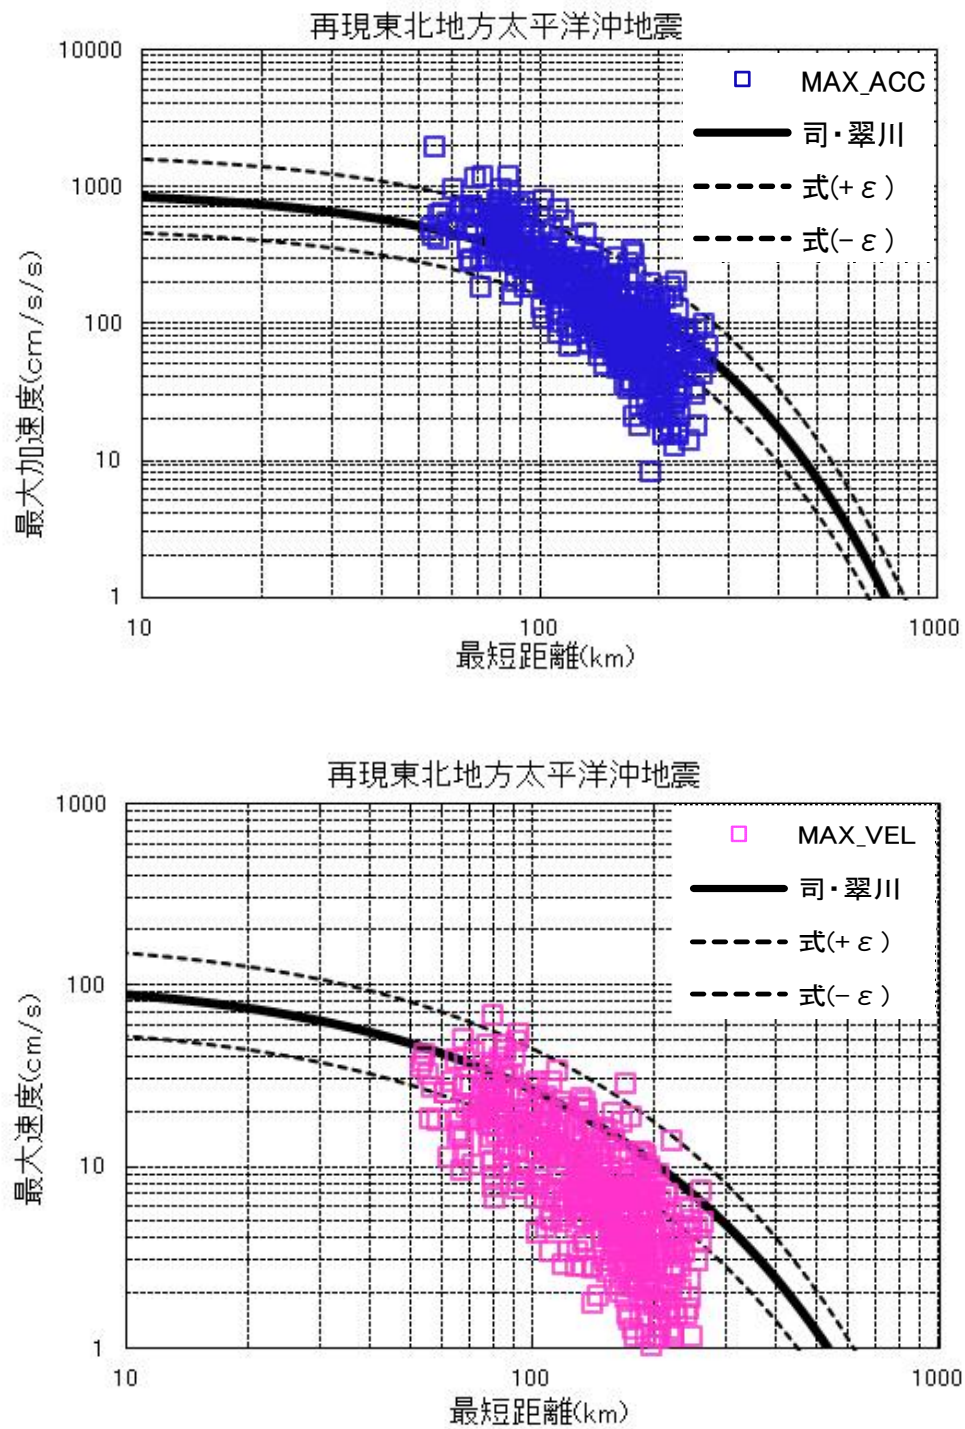 再現東北地方太平洋沖地震
10000
1000
100
10
1
最大加速度(cm/s/s)
MAX_ACC
司・翠川
式(+ε)
式(-ε)
10
100
1000
最短距離(km)
再現東北地方太平洋沖地震
1000
100
10
1
最大速度(cm/s)
MAX_VEL
司・翠川
式(+ε)
式(-ε)
10
100
1000
最短距離(km)